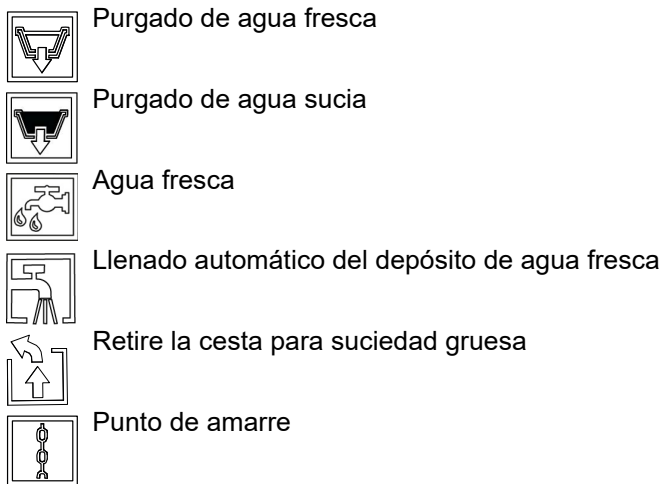 Purgado de agua fresca
Purgado de agua sucia
Agua fresca
Llenado automático del depósito de agua fresca
Retire la cesta para suciedad gruesa
Punto de amarre